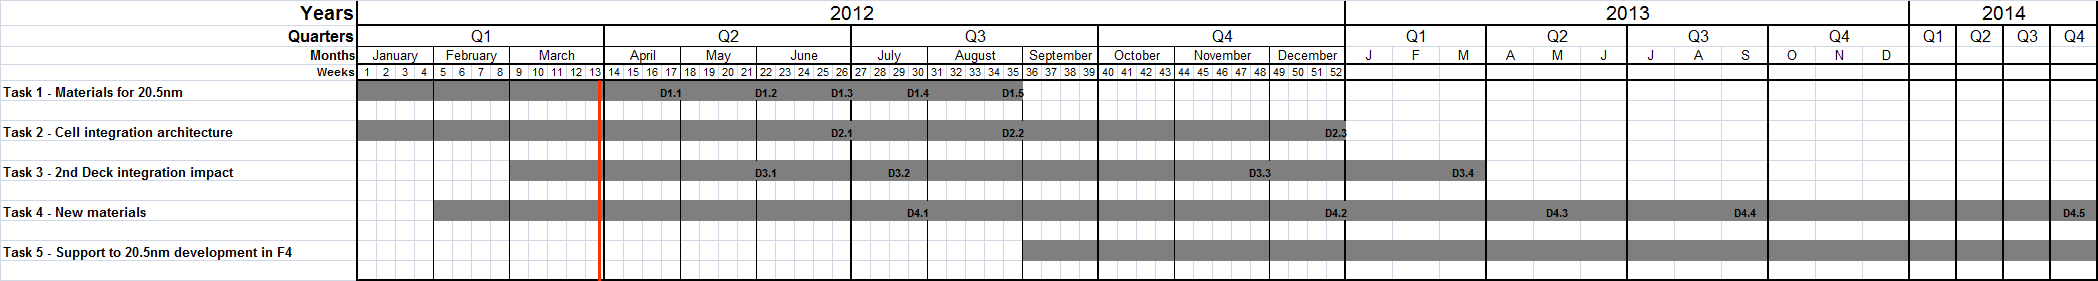 Years 2012 2013 2014
Quarters Q1 Q2 Q3 Q4 Q1 Q2 Q3 Q4 Q1 Q2 Q3 Q4
Months January February March April May June July August September October November December J F M A M J J A S O N D
Weeks 1 2 3 4 5 6 7 8 9 10 11 12 13 14 15 16 17 18 19 20 21 22 23 24 25 26 27 28 29 30 31 32 33 34 35 36 37 38 39 40 41 42 43 44 45 46 47 48 49 50 51 52
Task 1 - Materials for 20.5nm D1.1 D1.2 D1.3 D1.4 D1.5
Task 2 - Cell integration architecture D2.1 D2.2 D2.3
Task 3 - 2nd Deck integration impact D3.1 D3.2 D3.3 D3.4
Task 4 - New materials D4.1 D4.2 D4.3 D4.4 D4.5
Task 5 - Support to 20.5nm development in F4